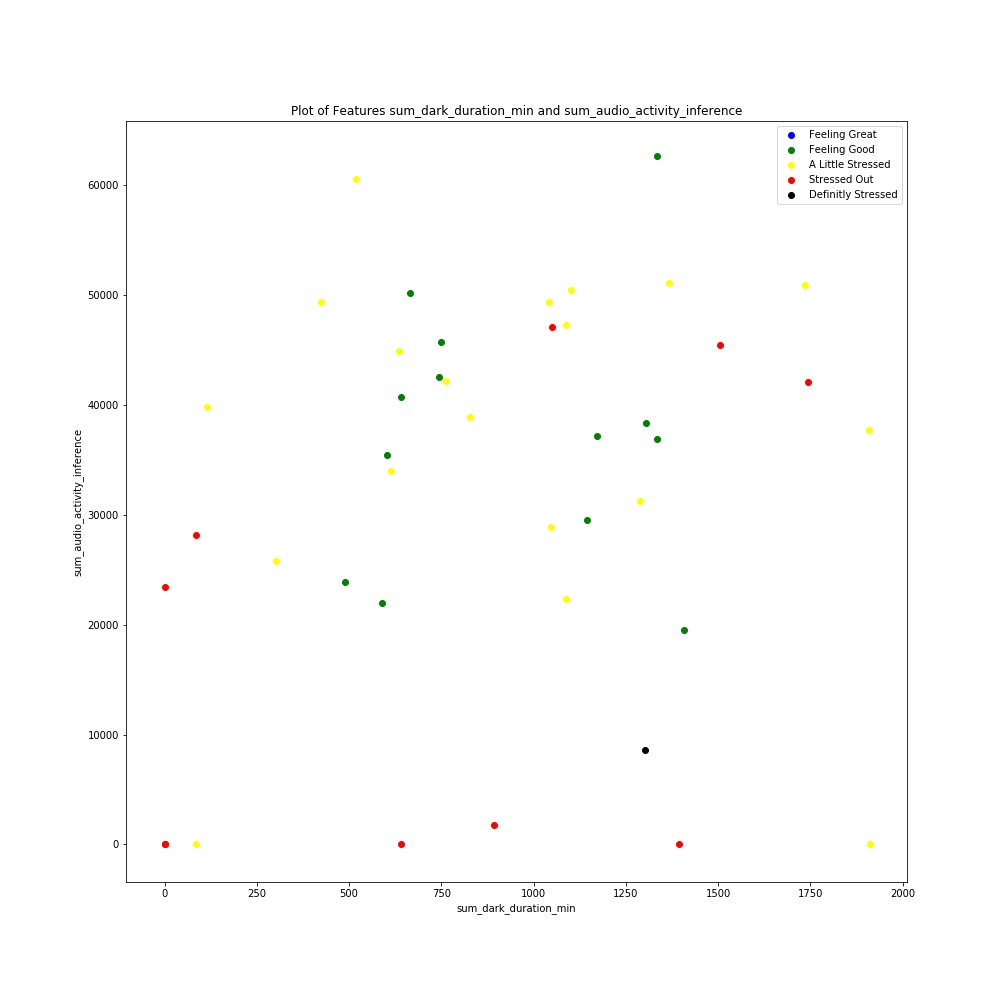 Plot of Features sum_dark_duration_min and sum_audio_activity_inference
Feeling Great
Feeling Good
A Little Stressed
Stressed Out
Definitly Stressed
sum_audio_activity_inference
60000
50000
40000
30000
20000
10000
0
0 250 500 750 1000 1250 1500 1750 2000
sum_dark_duration_min